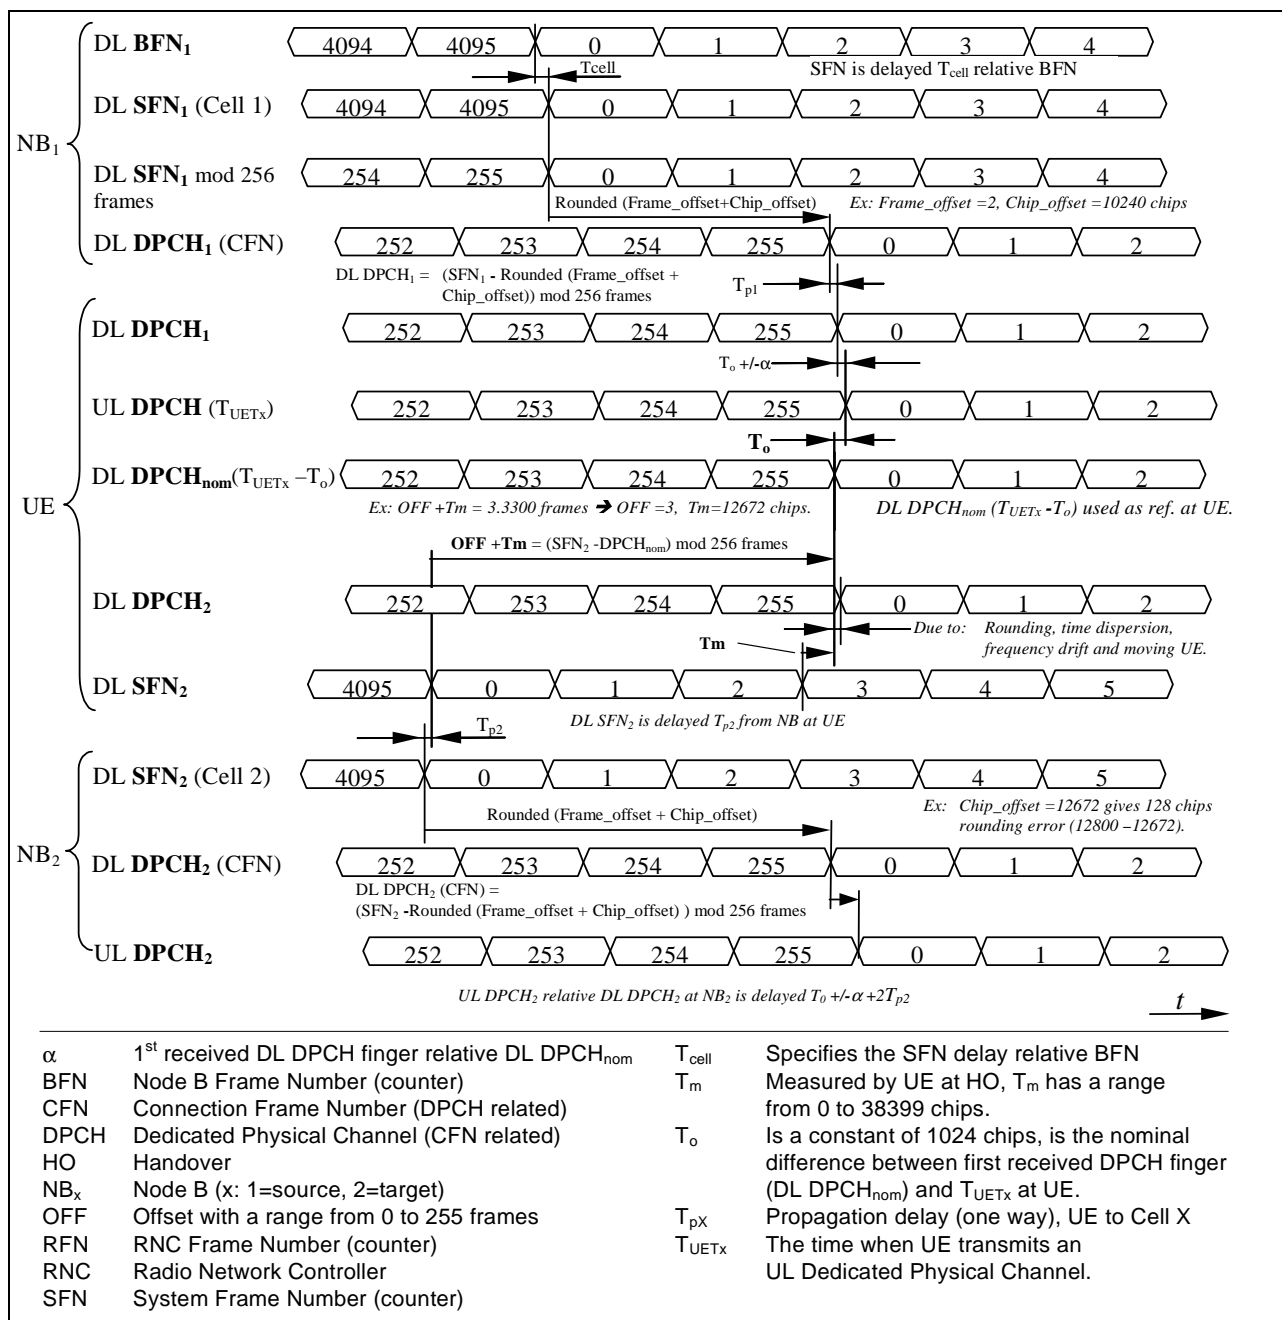 DL BFN1 4094 4095 0 1 2 3 4
Tcell SFN is delayed Tcell relative BFN
DL SFN1 (Cell 1) 4094 4095 0 1 2 3 4
NB1
DL SFN1 mod 256 254 255 0 1 2 3 4
frames
Rounded (Frame_offset+Chip_offset) Ex: Frame_offset =2, Chip_offset =10240 chips
DL DPCH1 (CFN) 252 253 254 255 0 1 2
DL DPCH1 = (SFN1 - Rounded (Frame_offset +
Chip_offset)) mod 256 frames
Tp1
DL DPCH1 252 253 254 255 0 1 2
To +/-α
UL DPCH (TUETx) 252 253 254 255 0 1 2
To
DL DPCHnom(TUETx –To) 252 253 254 255 0 1 2
UE
Ex: OFF +Tm = 3.3300 frames ➔ OFF =3, Tm=12672 chips. DL DPCHnom (TUETx -To) used as ref. at UE.
OFF +Tm = (SFN2 -DPCHnom) mod 256 frames
DL DPCH2 252 253 254 255 0 1 2
Due to: Rounding, time dispersion,
frequency drift and moving UE.
Tm
DL SFN2 4095 0 1 2 3 4 5
DL SFN2 is delayed Tp2 from NB at UE
Tp2
DL SFN2 (Cell 2) 4095 0 1 2 3 4 5
Rounded (Frame_offset + Chip_offset) Ex: Chip_offset =12672 gives 128 chips
rounding error (12800 –12672).
NB2
DL DPCH2 (CFN) 252 253 254 255 0 1 2
DL DPCH2 (CFN) =
(SFN2 -Rounded (Frame_offset + Chip_offset) ) mod 256 frames
UL DPCH2 252 253 254 255 0 1 2
UL DPCH2 relative DL DPCH2 at NB2 is delayed T0 +/-α +2Tp2
t
α 1st received DL DPCH finger relative DL DPCHnom
BFN Node B Frame Number (counter)
CFN Connection Frame Number (DPCH related)
DPCH Dedicated Physical Channel (CFN related)
HO Handover
NBx Node B (x: 1=source, 2=target)
OFF Offset with a range from 0 to 255 frames
RFN RNC Frame Number (counter)
RNC Radio Network Controller
SFN System Frame Number (counter)
Tcell Specifies the SFN delay relative BFN
Tm Measured by UE at HO, Tm has a range
from 0 to 38399 chips.
To Is a constant of 1024 chips, is the nominal
difference between first received DPCH finger
(DL DPCHnom) and TUETx at UE.
TpX Propagation delay (one way), UE to Cell X
TUETx The time when UE transmits an
UL Dedicated Physical Channel.